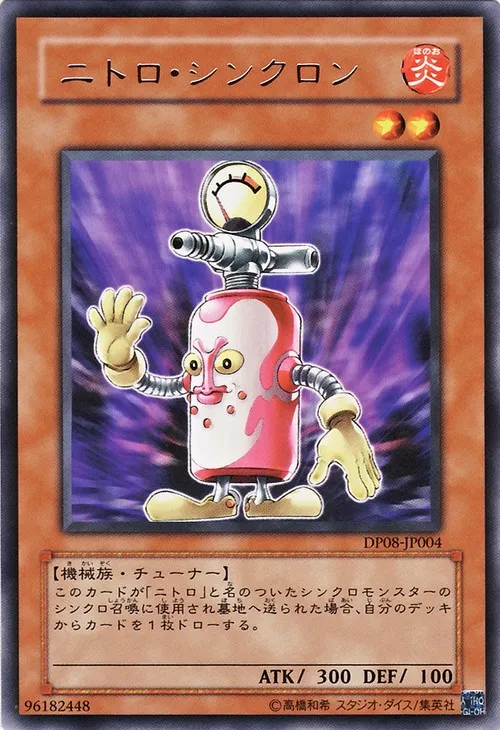 ニトロ・シンクロン
ほのお
炎
DP08-JP004
【機械族・チューナー】
このカードが「ニトロ」と名のついたシンクロモンスターの
シンクロ召喚に使用され墓地へ送られた場合、自分のデッキ
からカードを1枚ドローする。
ATK/ 300 DEF/ 100
96182448
©高橋和希 スタジオ・ダイス/集英社